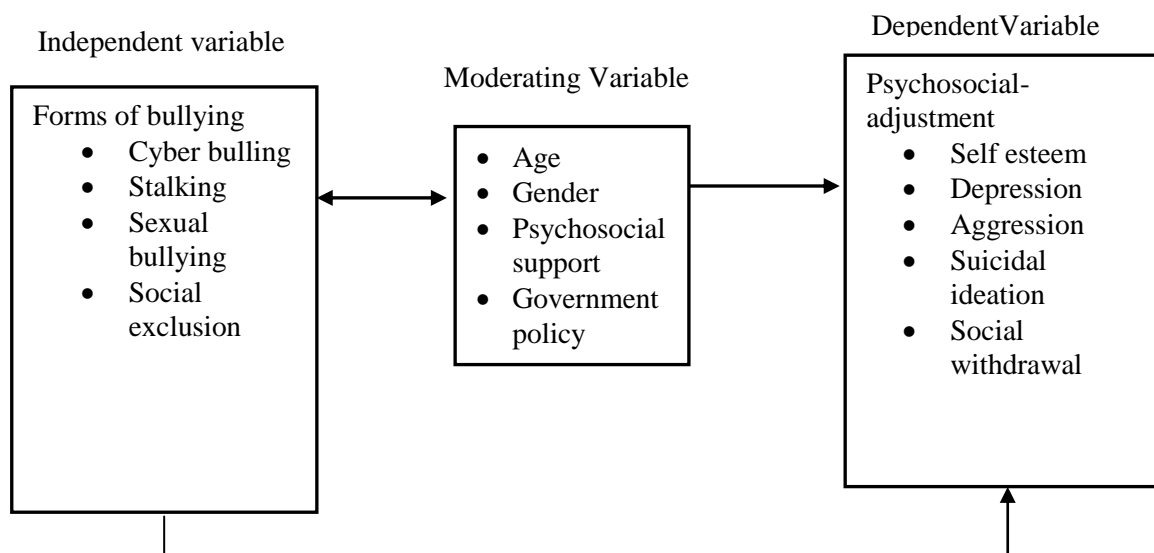 Independent variable
Forms of bullying
• Cyber bulling
• Stalking
• Sexual
bullying
• Social
exclusion
Moderating Variable
• Age
• Gender
• Psychosocial
support
• Government
policy
DependentVariable
Psychosocial-
adjustment
• Self esteem
• Depression
• Aggression
• Suicidal
ideation
• Social
withdrawal